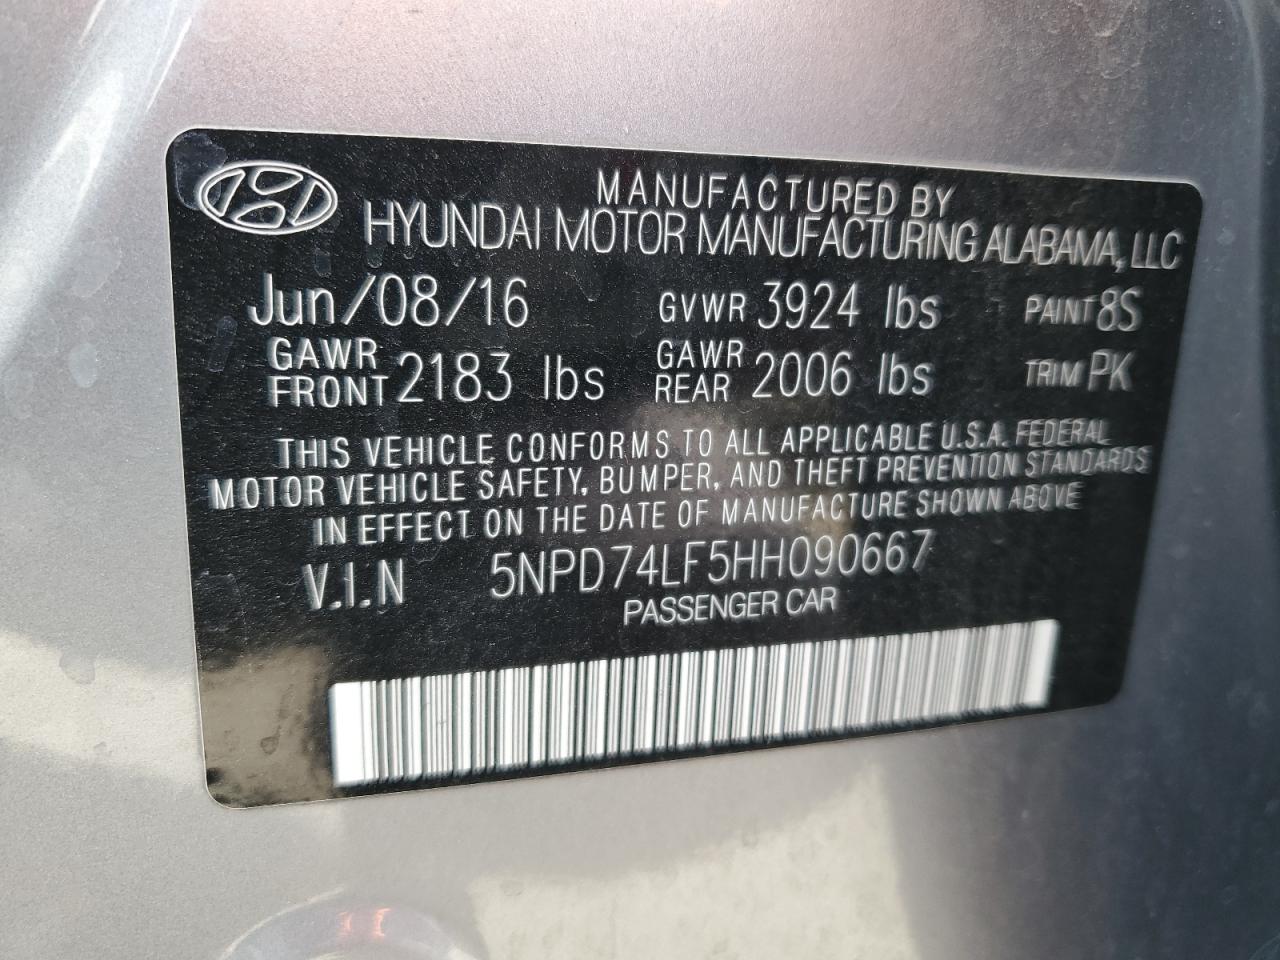 MANUFACTURED BY
HYUNDAI MOTOR MANUFACTURING ALABAMA, LLC
Jun/08/16 GVWR 3924 lbs PAINT 8S
GAWR FRONT 2183 lbs GAWR REAR 2006 lbs TRIM PK
THIS VEHICLE CONFORMS TO ALL APPLICABLE U.S.A. FEDERAL
MOTOR VEHICLE SAFETY, BUMPER, AND THEFT PREVENTION STANDARDS
IN EFFECT ON THE DATE OF MANUFACTURE SHOWN ABOVE
V.I.N 5NPD74LF5HH090667
PASSENGER CAR